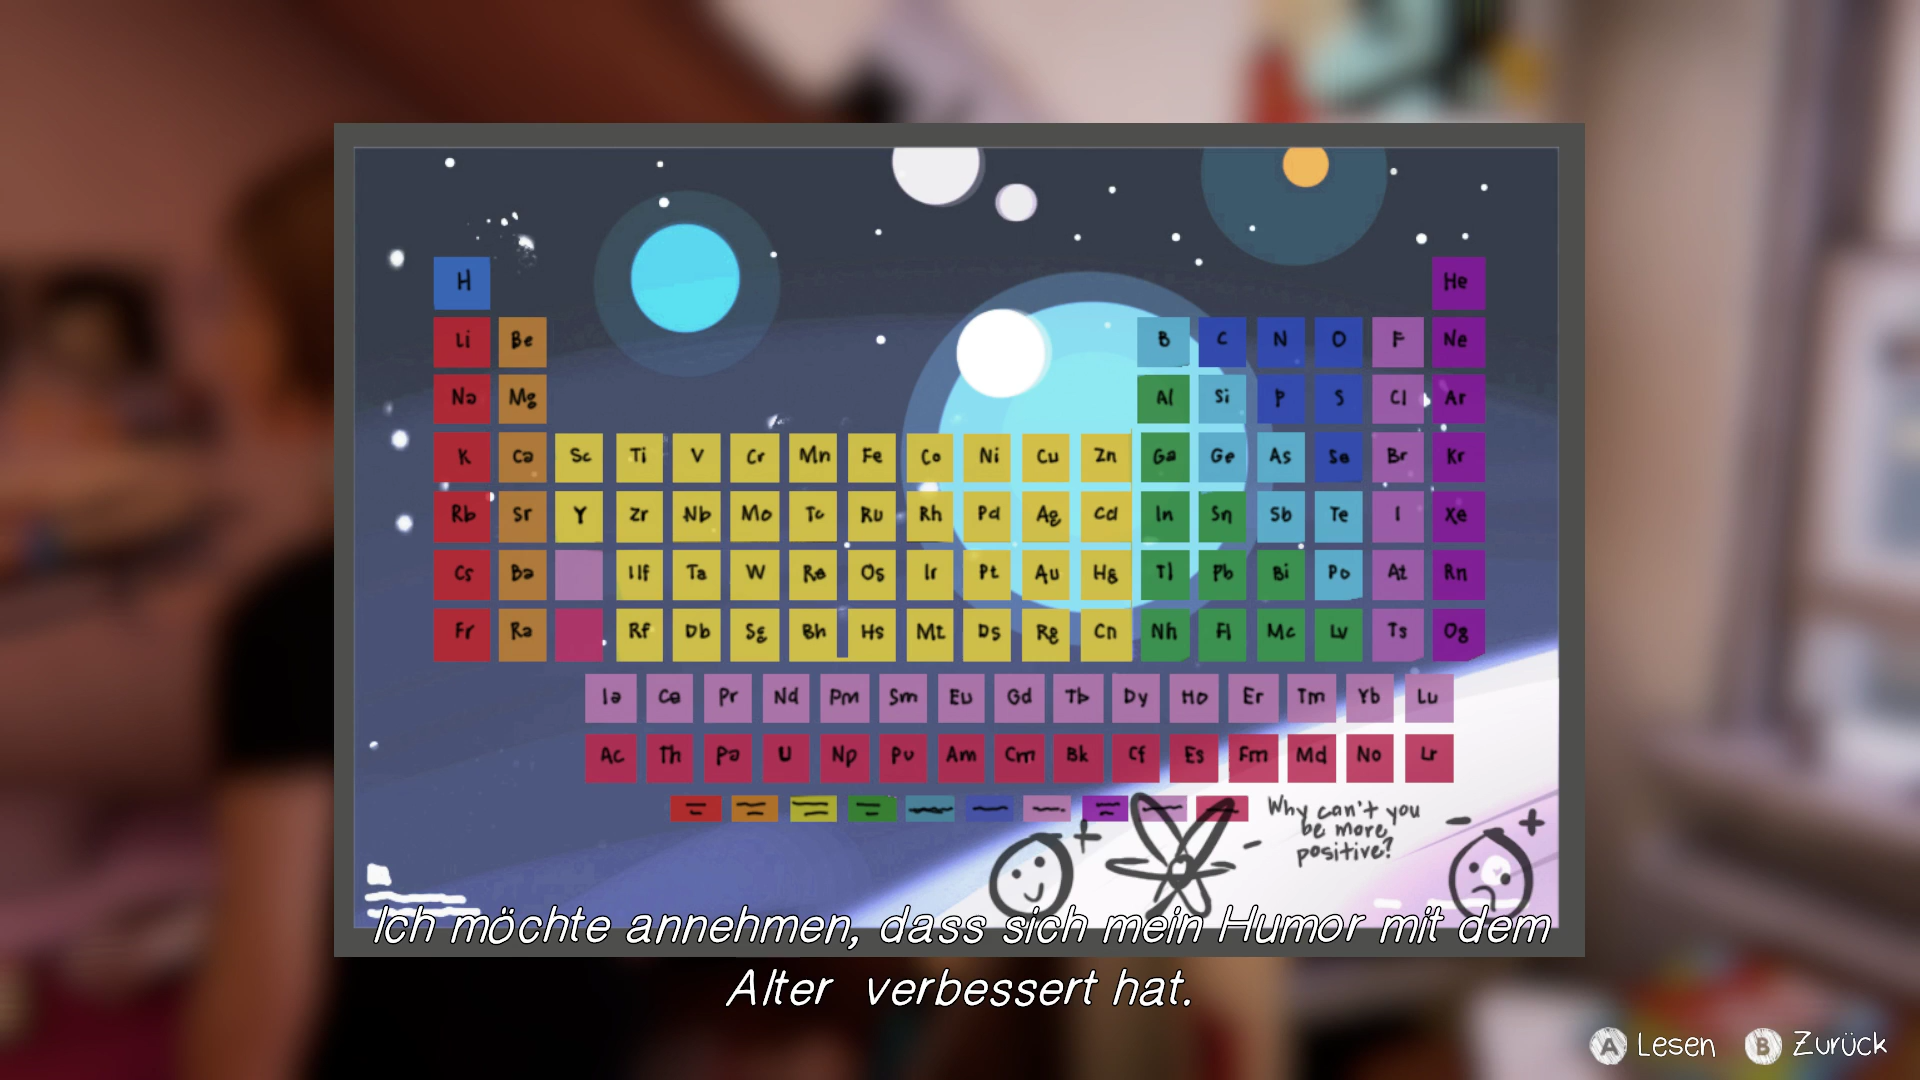 H He
Li Be B C N O F Ne
Na Mg Al Si P S Cl Ar
K Ca Sc Ti V Cr Mn Fe Co Ni Cu Zn Ga Ge As Se Br Kr
Rb Sr Y Zr Nb Mo Tc Ru Rh Pd Ag Cd In Sn Sb Te I Xe
Cs Ba Hf Ta W Re Os Ir Pt Au Hg Tl Pb Bi Po At Rn
Fr Ra Rf Db Sg Bh Hs Mt Ds Rg Cn Nh Fl Mc Lv Ts Og
la Ce Pr Nd Pm Sm Eu Gd Tb Dy Ho Er Tm Yb Lu
Ac Th Pa U Np Pu Am Cm Bk Cf Es Fm Md No Lr
Why can't you
be more
positive?
+ - - +
Ich möchte annehmen, dass sich mein Humor mit dem
Alter verbessert hat.
A Lesen B Zurück